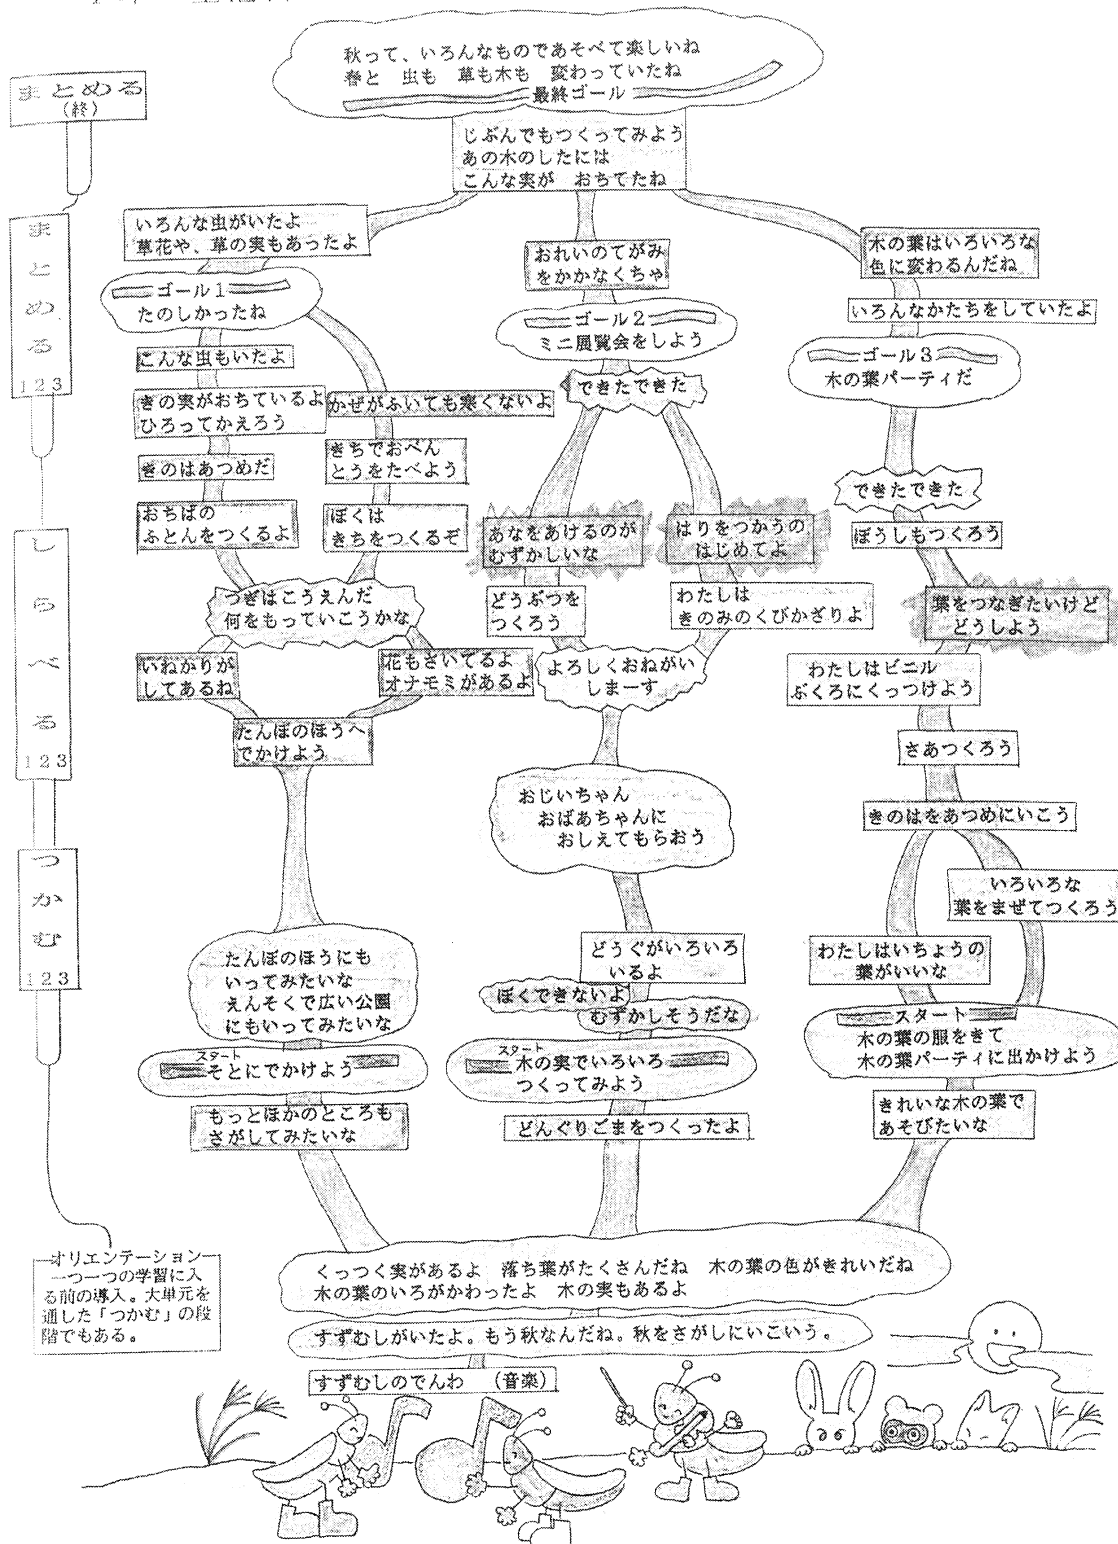 秋って、いろんなものであそべて楽しいね
春と　虫も　草も木も　変わっていたね
最終ゴール
じぶんでもつくってみよう
あの木のしたには
こんな実が　おちてたね
まとめる
(終)
まとめる
1 2 3
しらべる
1 2 3
つかむ
1 2 3
オリエンテーション
一つ一つの学習に入
る前の導入。大単元を
通した「つかむ」の段
階でもある。
いろんな虫がいたよ
草花や、草の実もあったよ
ゴール1
たのしかったね
こんな虫もいたよ
きの実がおちているよ
ひろってかえろう
きのはあつめだ
おちばの
ふとんをつくるよ
かぜがふいても寒くないよ
きちでおべん
とうをたべよう
ぼくは
きちをつくるぞ
つぎはこうえんだ
何をもっていこうかな
いねかりが
してあるね
花もさいてるよ
オナモミがあるよ
たんぼのほうへ
でかけよう
たんぼのほうにも
いってみたいな
えんそくで広い公園
にもいってみたいな
スタート
そとにでかけよう
もっとほかのところも
さがしてみたいな
おれいのてがみ
をかかなくちゃ
ゴール2
ミニ展覧会をしよう
できたできた
あなをあけるのが
むずかしいな
はりをつかうの
はじめてよ
どうぶつを
つくろう
わたしは
きのみのくびかざりよ
よろしくおねがい
しまーす
おじいちゃん
おばあちゃんに
おしえてもらおう
どうぐがいろいろ
いるよ
ぼくできないよ
むずかしそうだな
スタート
木の実でいろいろ
つくってみよう
どんぐりごまをつくったよ
木の葉はいろいろな
色に変わるんだね
いろんなかたちをしていたよ
ゴール3
木の葉パーティだ
できたできた
ぼうしもつくろう
葉をつなぎたいけど
どうしよう
わたしはビニル
ぶくろにくっつけよう
さあつくろう
きのはをあつめにいこう
いろいろな
葉をまぜてつくろう
わたしはいちょうの
葉がいいな
スタート
木の葉の服をきて
木の葉パーティに出かけよう
きれいな木の葉で
あそびたいな
くっつく実があるよ　落ち葉がたくさんだね　木の葉の色がきれいだね
木の葉のいろがかわったよ　木の実もあるよ
すずむしがいたよ。もう秋なんだね。秋をさがしにいこいう。
すずむしのでんわ　（音楽）